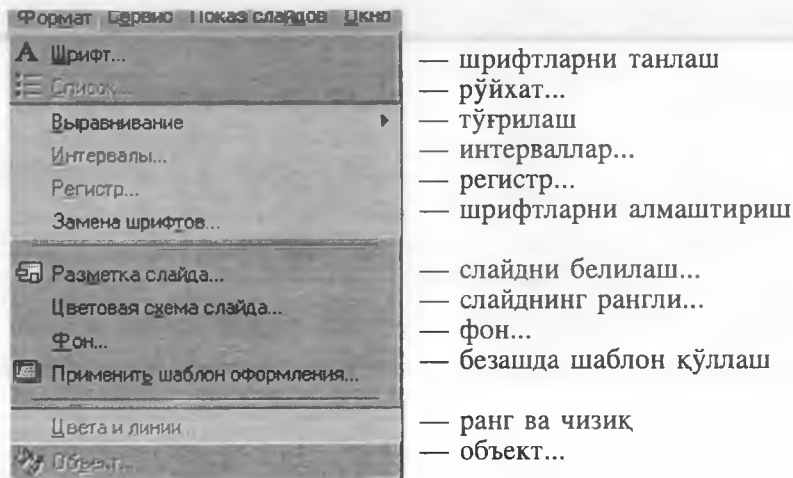 Формат Сервис Показ слайдов Окно
Шрифт... — шрифтларни танлаш
Список... — рўйхат...
Выравнивание — тўғрилаш
Интервалы... — интерваллар...
Регистр... — регистр...
Замена шрифтов... — шрифтларни алмаштириш
Разметка слайда... — слайдни белилаш...
Цветовая схема слайда... — слайднинг рангли...
Фон... — фон...
Применить шаблон оформления... — безашда шаблон қўллаш
Цвета и линии... — ранг ва чизиқ
Объект... — объект...